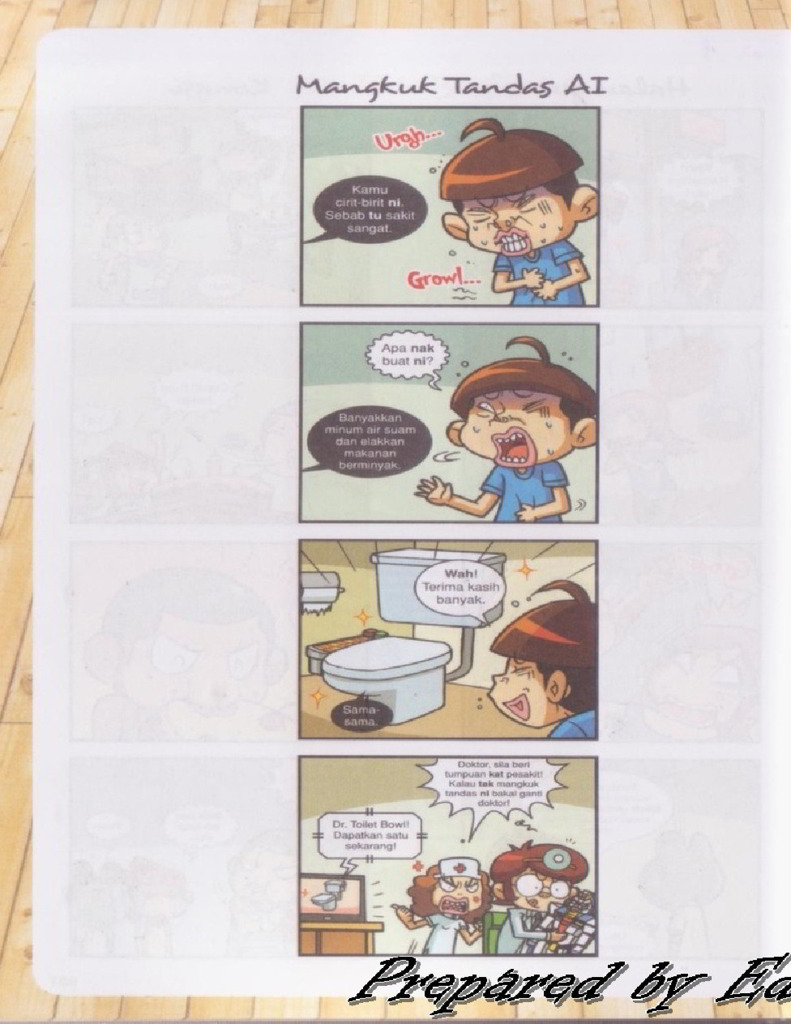 Mangkuk Tandas AI
Urgh...
Kamu
cirit-birit ni.
Sebab tu sakit
sangat.
Growl...
Apa nak
buat ni?
Banyakkan
minum air suam
dan elakkan
makanan
berminyak.
Wah!
Terima kasih
banyak.
Sama-
sama.
Doktor, sila beri
tumpuan kat pesakit!
Kalau tak mangkuk
tandas ni bakal ganti
doktor!
Dr. Toilet Bowl!
Dapatkan satu
sekarang!
Prepared by Ed